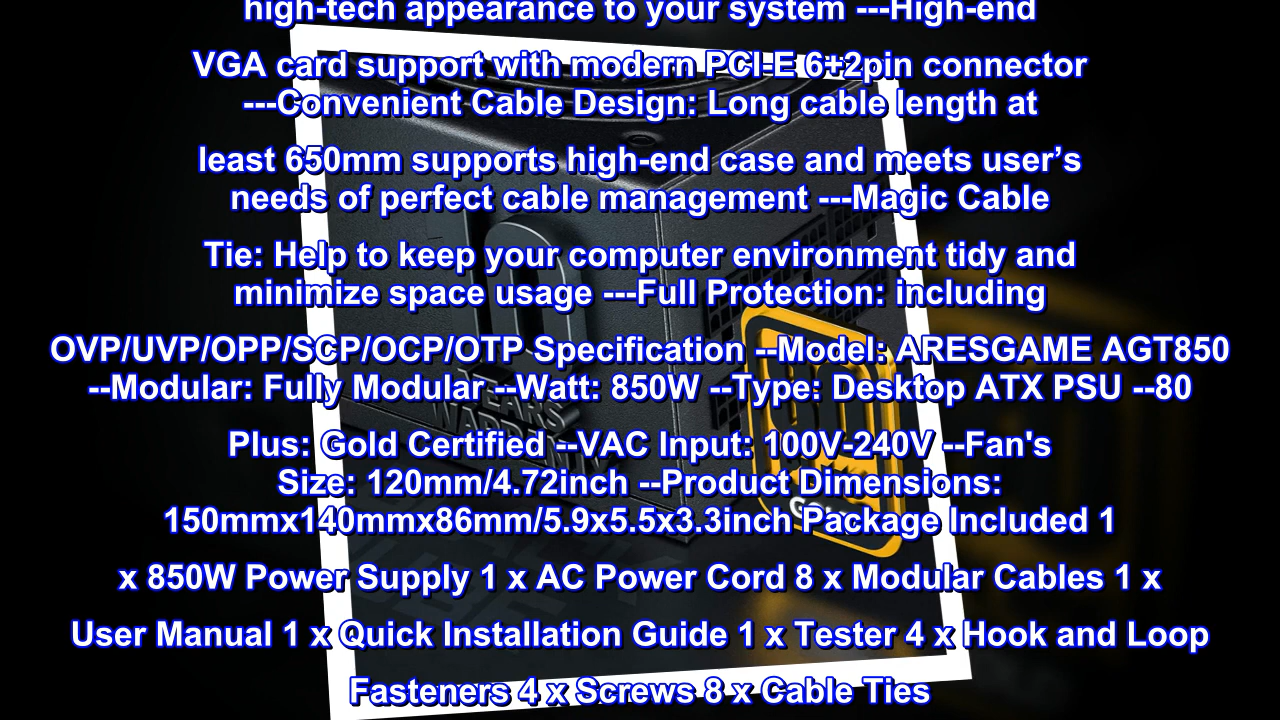 high-tech appearance to your system ---High-end
VGA card support with modern PCI-E 6+2pin connector
---Convenient Cable Design: Long cable length at
least 650mm supports high-end case and meets user’s
needs of perfect cable management ---Magic Cable
Tie: Help to keep your computer environment tidy and
minimize space usage ---Full Protection: including
OVP/UVP/OPP/SCP/OCP/OTP Specification --Model: ARESGAME AGT850
--Modular: Fully Modular --Watt: 850W --Type: Desktop ATX PSU --80
Plus: Gold Certified --VAC Input: 100V-240V --Fan's
Size: 120mm/4.72inch --Product Dimensions:
150mmx140mmx86mm/5.9x5.5x3.3inch Package Included 1
x 850W Power Supply 1 x AC Power Cord 8 x Modular Cables 1 x
User Manual 1 x Quick Installation Guide 1 x Tester 4 x Hook and Loop
Fasteners 4 x Screws 8 x Cable Ties
10
YEARS
WARRANTY